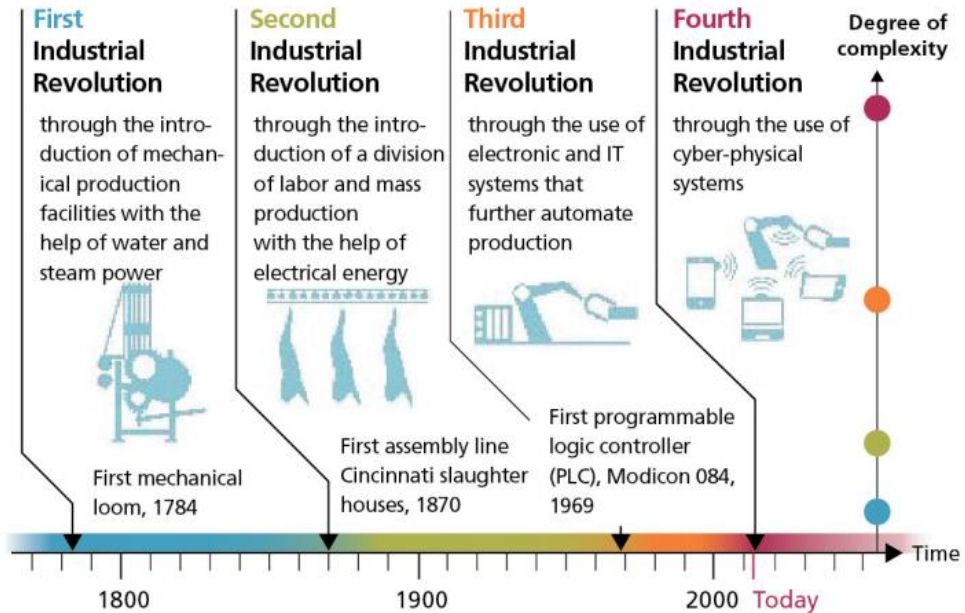 First
Industrial
Revolution
through the intro-
duction of mechan-
ical production
facilities with the
help of water and
steam power
First mechanical
loom, 1784
Second
Industrial
Revolution
through the intro-
duction of a division
of labor and mass
production
with the help of
electrical energy
First assembly line
Cincinnati slaughter
houses, 1870
Third
Industrial
Revolution
through the use of
electronic and IT
systems that
further automate
production
First programmable
logic controller
(PLC), Modicon 084,
1969
Fourth
Industrial
Revolution
through the use of
cyber-physical
systems
Degree of
complexity
Time
1800
1900
2000
Today